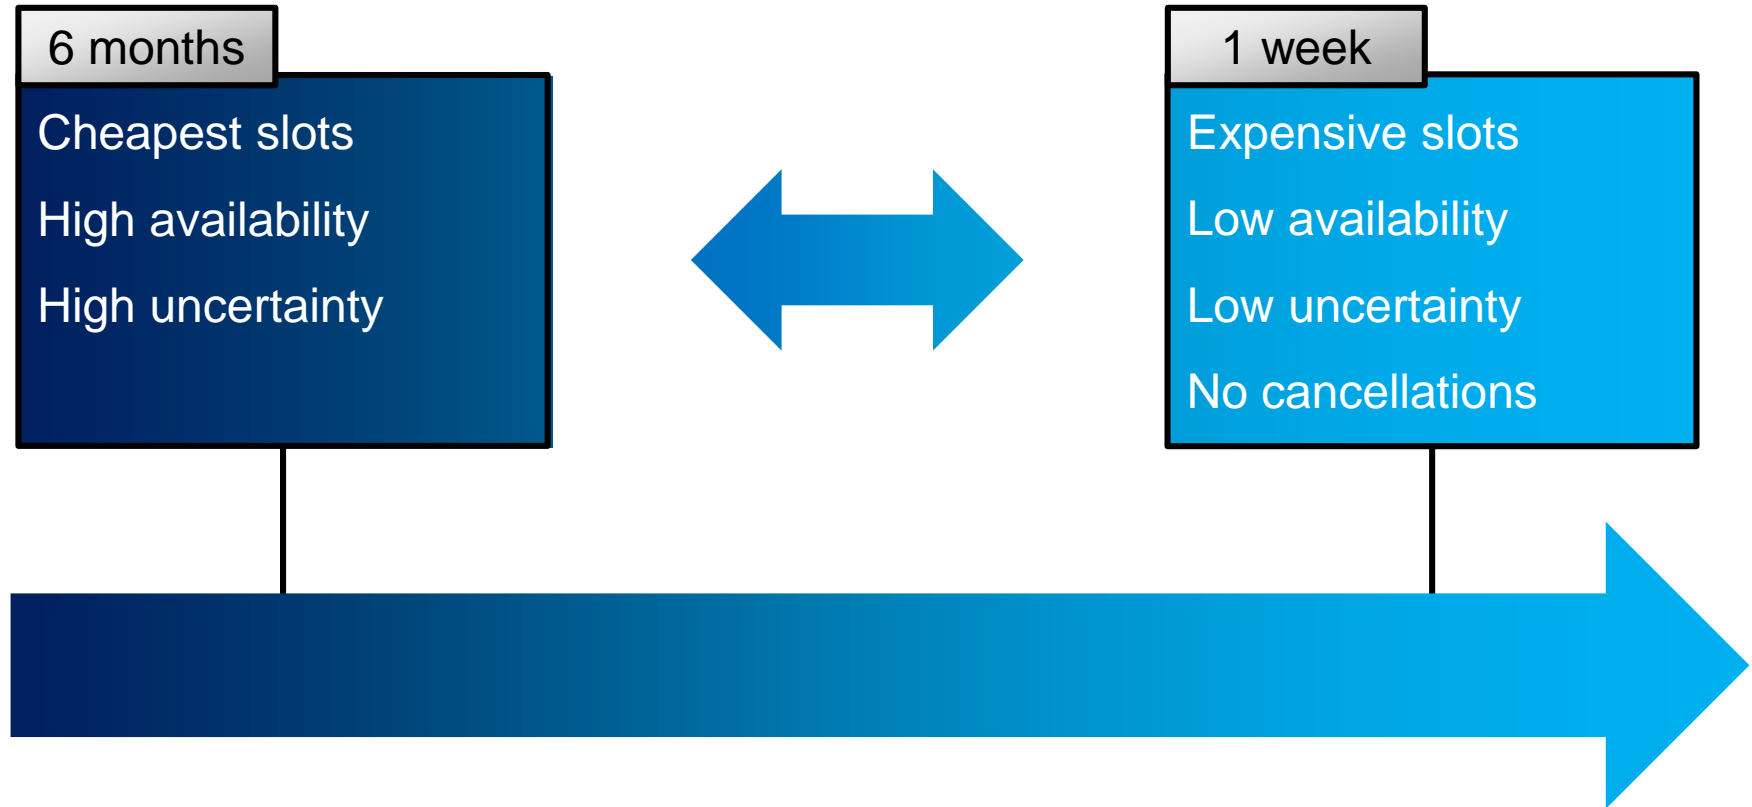 6 months
Cheapest slots
High availability
High uncertainty
1 week
Expensive slots
Low availability
Low uncertainty
No cancellations